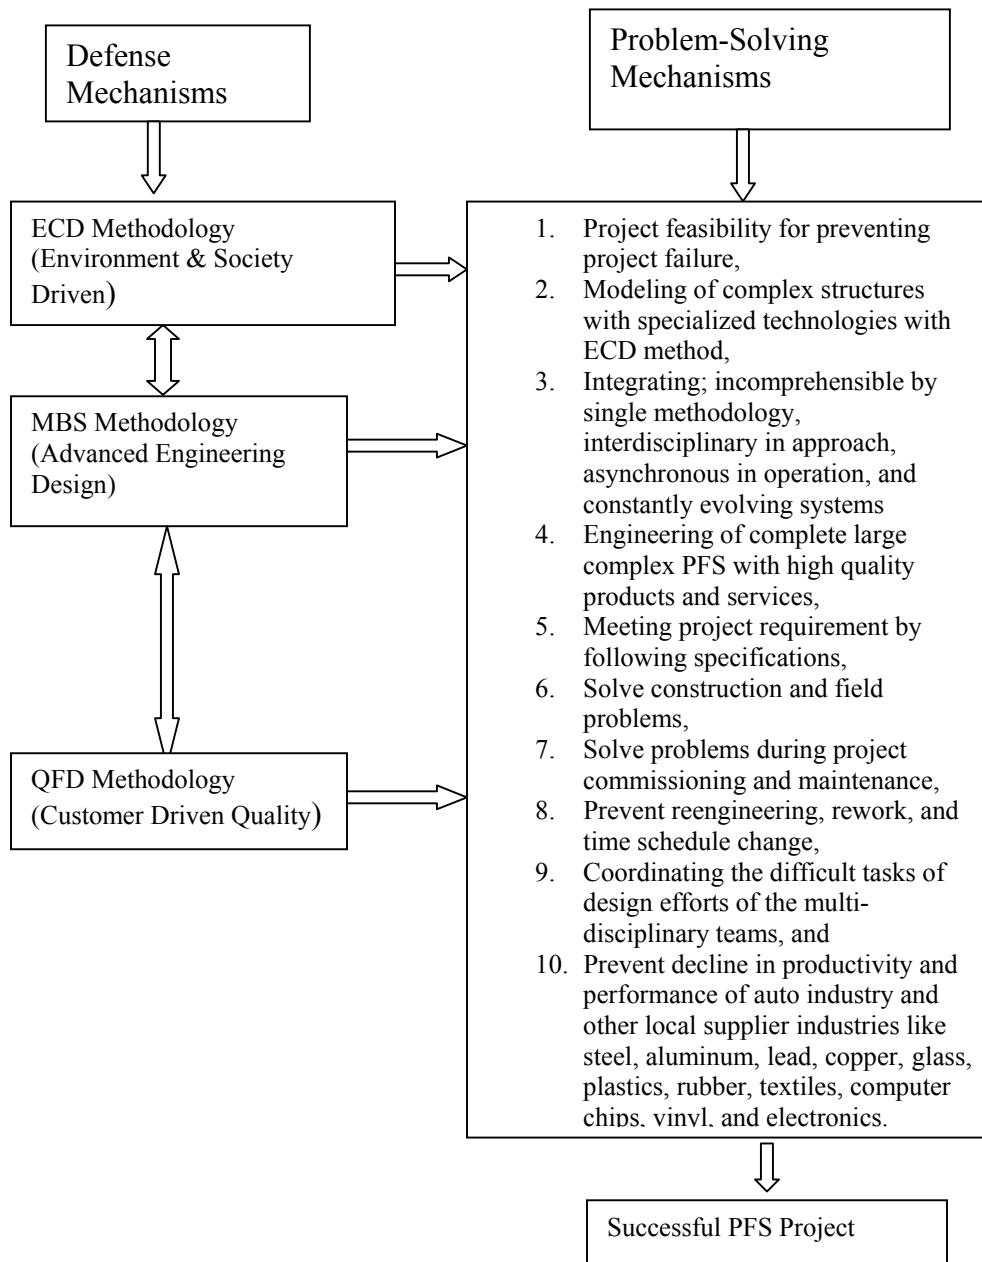 Defense
Mechanisms
Problem-Solving
Mechanisms
ECD Methodology
(Environment & Society
Driven)
MBS Methodology
(Advanced Engineering
Design)
QFD Methodology
(Customer Driven Quality)
1. Project feasibility for preventing
project failure,
2. Modeling of complex structures
with specialized technologies with
ECD method,
3. Integrating; incomprehensible by
single methodology,
interdisciplinary in approach,
asynchronous in operation, and
constantly evolving systems
4. Engineering of complete large
complex PFS with high quality
products and services,
5. Meeting project requirement by
following specifications,
6. Solve construction and field
problems,
7. Solve problems during project
commissioning and maintenance,
8. Prevent reengineering, rework, and
time schedule change,
9. Coordinating the difficult tasks of
design efforts of the multi-
disciplinary teams, and
10. Prevent decline in productivity and
performance of auto industry and
other local supplier industries like
steel, aluminum, lead, copper, glass,
plastics, rubber, textiles, computer
chips, vinyl, and electronics.
Successful PFS Project